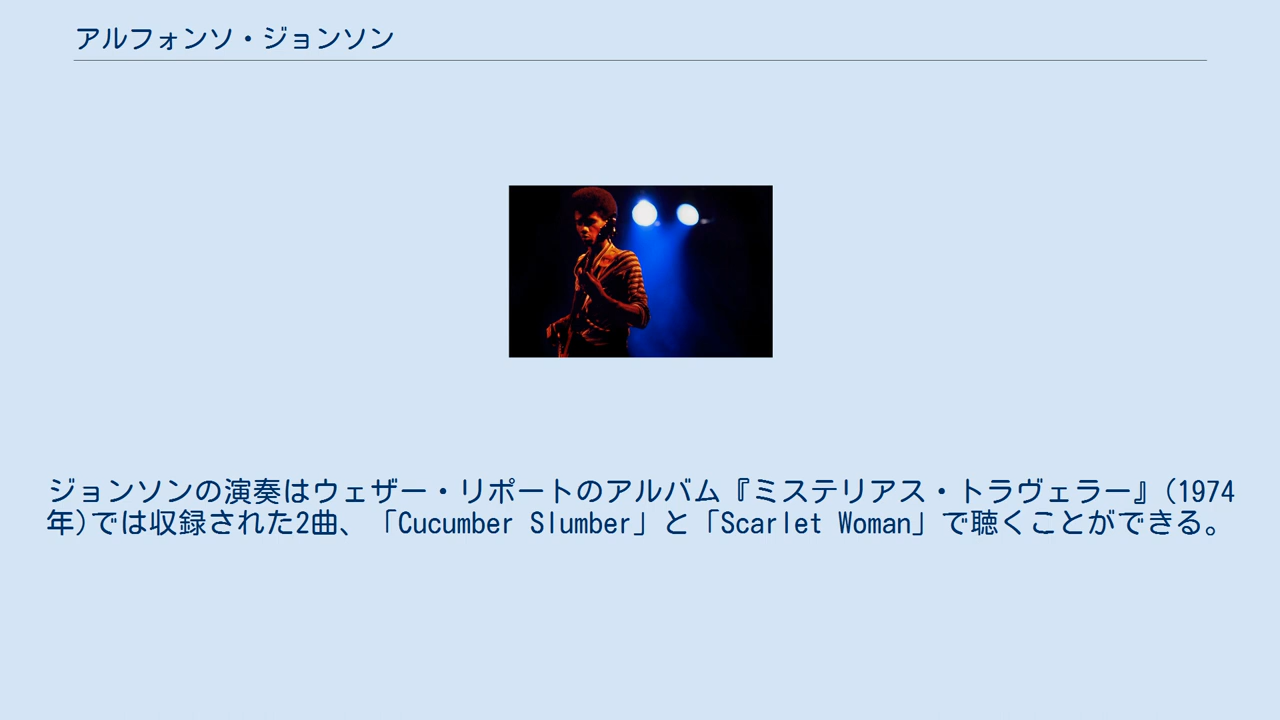 アルフォンソ・ジョンソン
ジョンソンの演奏はウェザー・リポートのアルバム『ミステリアス・トラヴェラー』(1974
年)では収録された2曲、「Cucumber Slumber」と「Scarlet Woman」で聴くことができる。